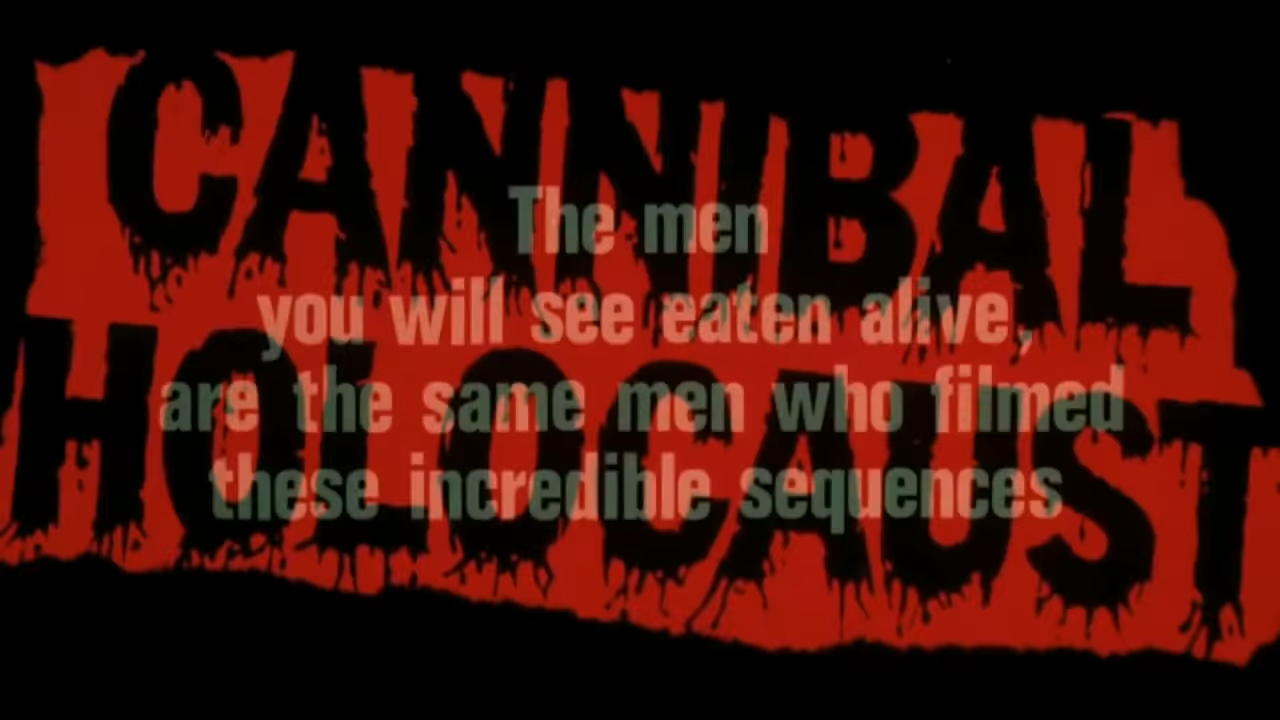 CANNIBAL
HOLOCAUST
The men
you will see eaten alive,
are the same men who filmed
these incredible sequences